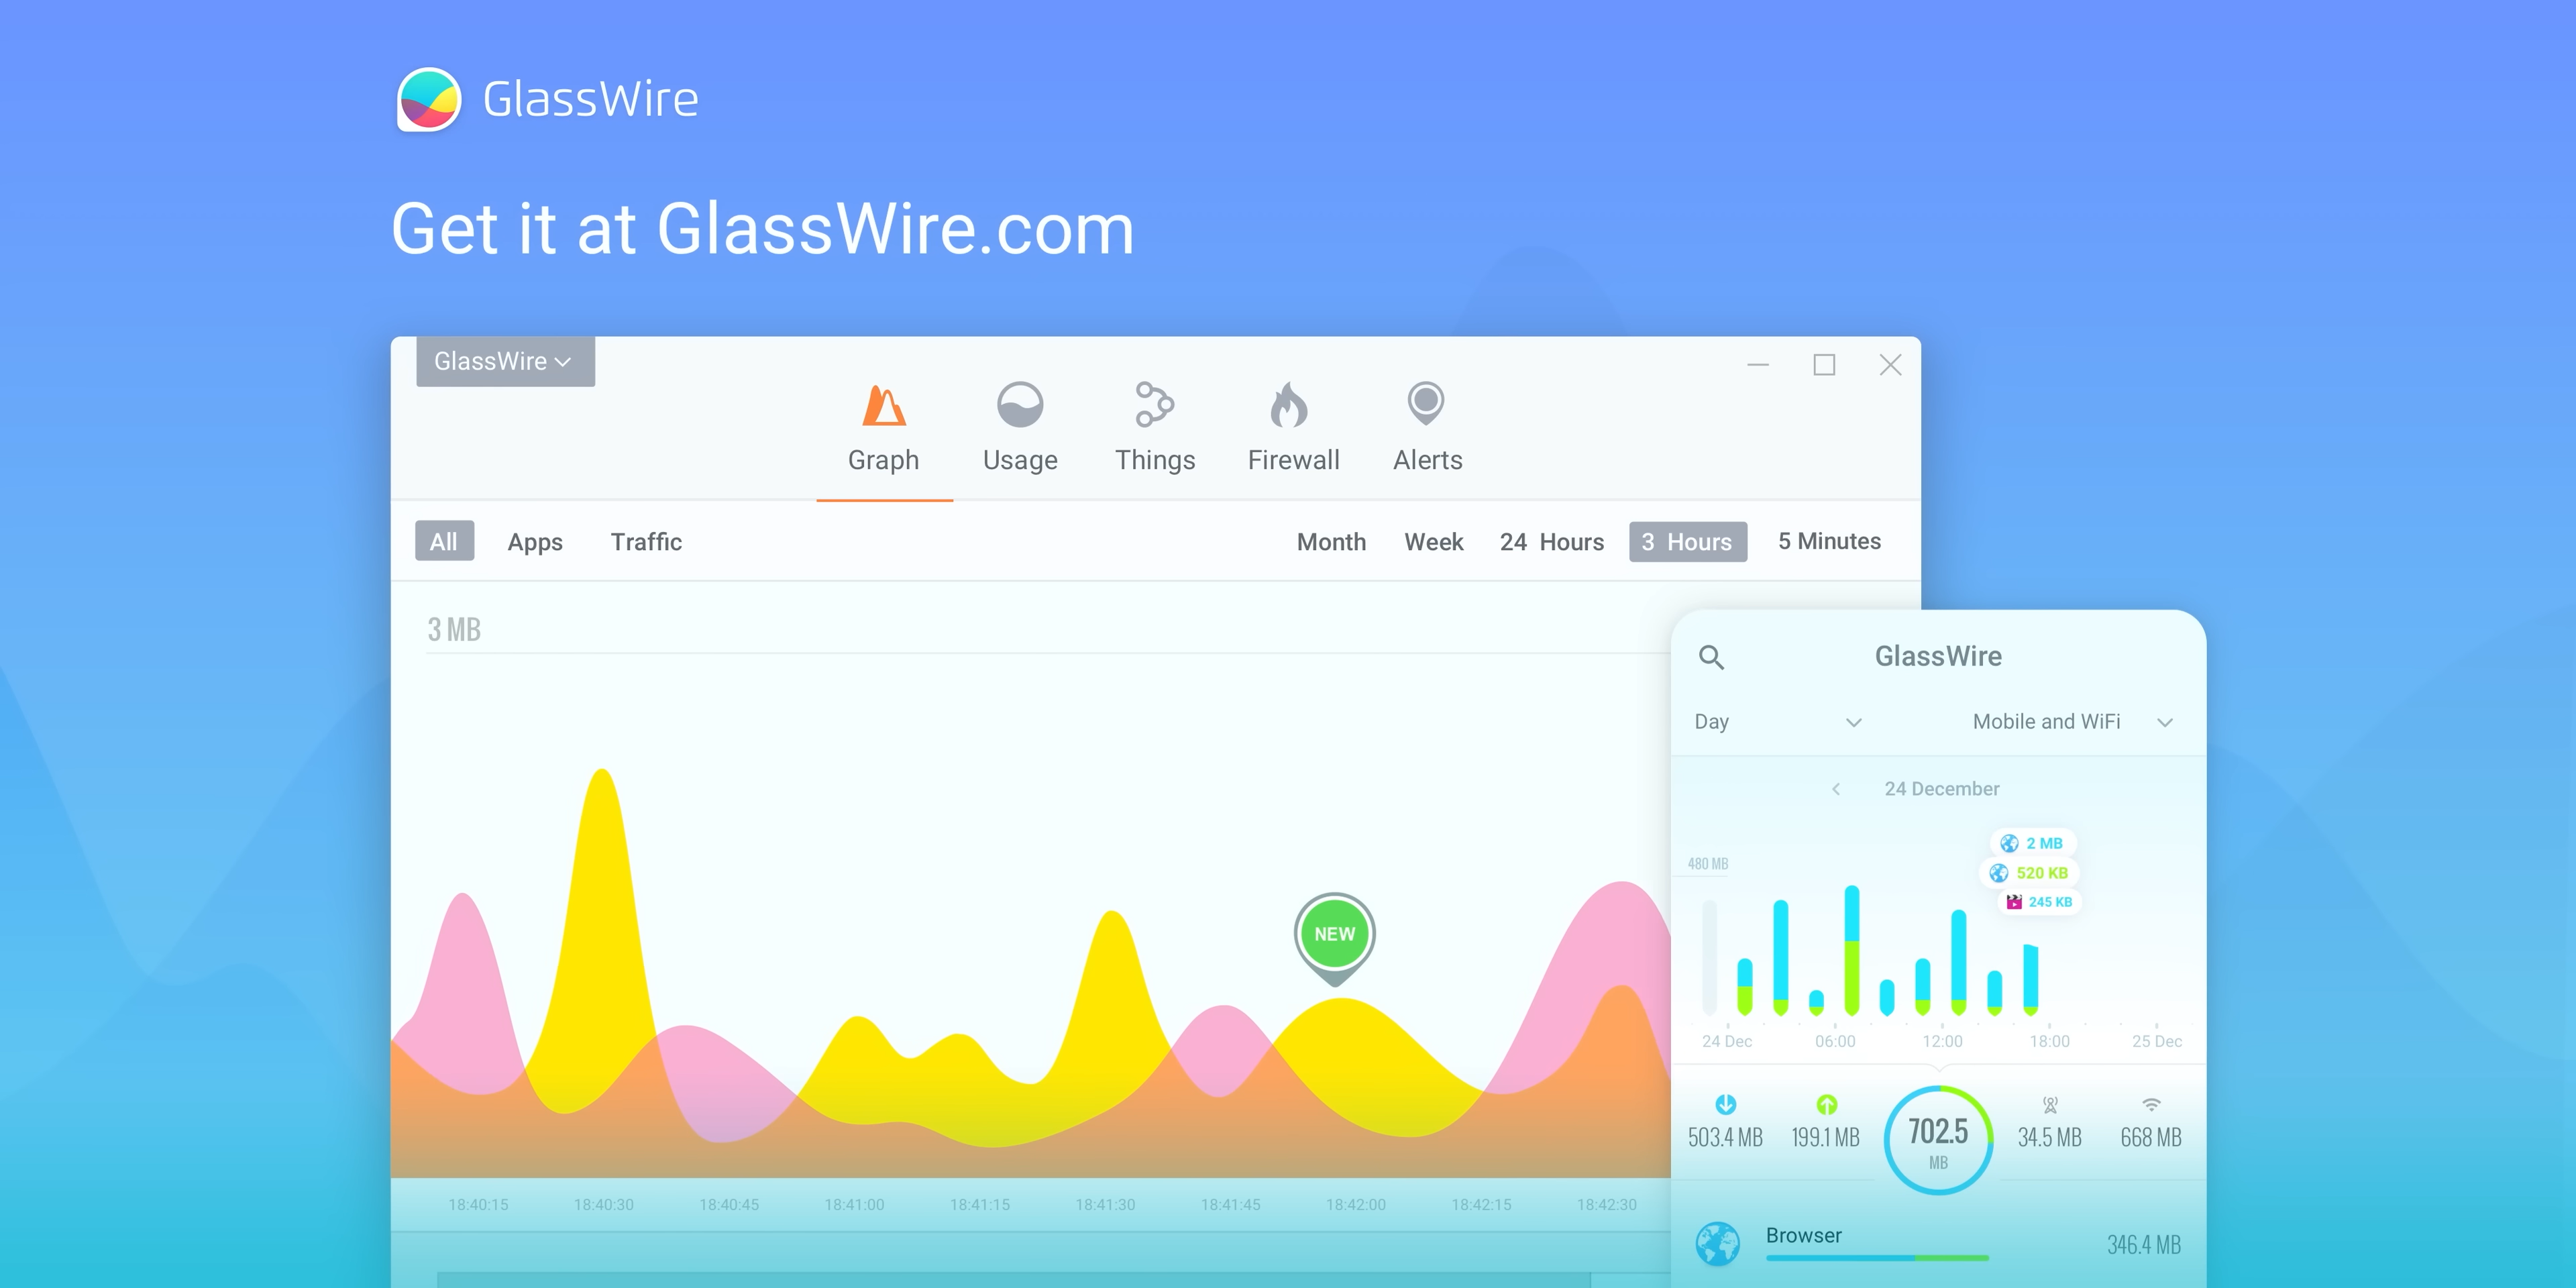 GlassWire
Get it at GlassWire.com
GlassWire
Graph Usage Things Firewall Alerts
All Apps Traffic Month Week 24 Hours 3 Hours 5 Minutes
3 MB
NEW
18:40:15 18:40:30 18:40:45 18:41:00 18:41:15 18:41:30 18:41:45 18:42:00 18:42:15 18:42:30
GlassWire
Day Mobile and WiFi
24 December
2 MB
480 MB
520 KB
245 KB
24 Dec 06:00 12:00 18:00 25 Dec
503.4 MB 199.1 MB 702.5 MB 34.5 MB 668 MB
Browser 346.4 MB